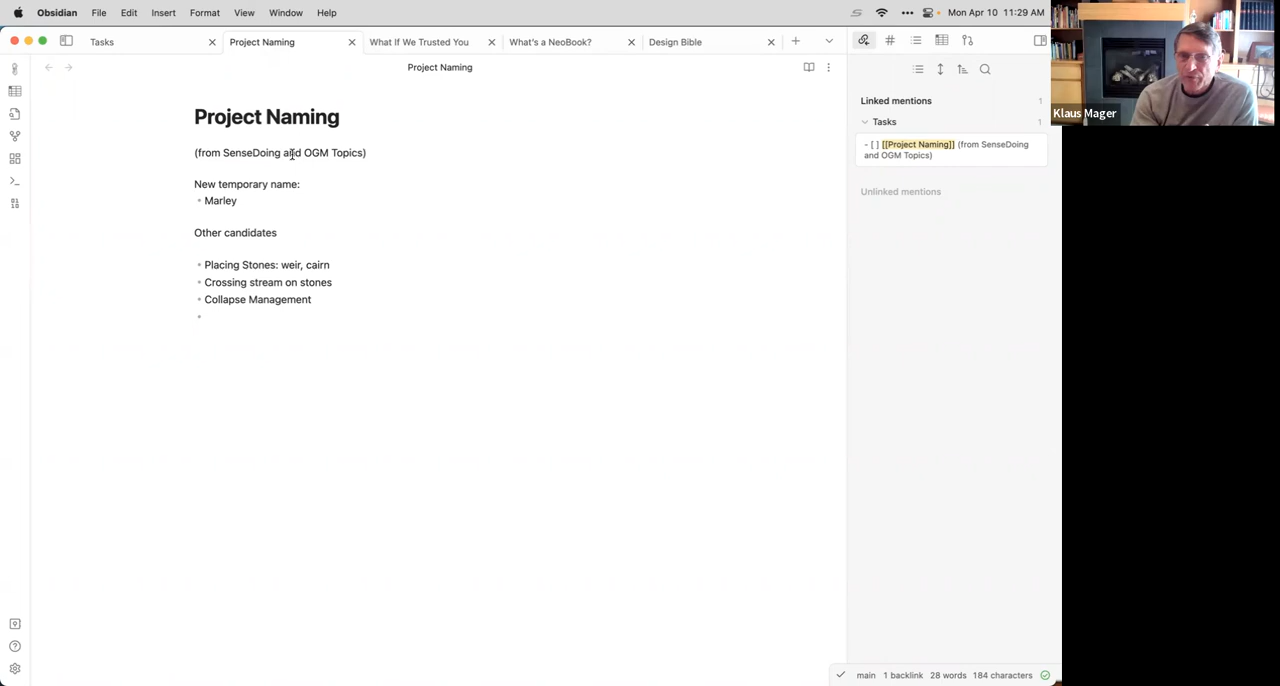 Obsidian File Edit Insert Format View Window Help Mon Apr 10 11:29 AM
Tasks Project Naming What If We Trusted You What's a NeoBook? Design Bible
Project Naming
Project Naming
(from SenseDoing and OGM Topics)
New temporary name:
Marley
Other candidates
Placing Stones: weir, cairn
Crossing stream on stones
Collapse Management
Linked mentions 1
Tasks 1
- [ ] [[Project Naming]] (from SenseDoing
and OGM Topics)
Unlinked mentions
main 1 backlink 28 words 184 characters
Klaus Mager